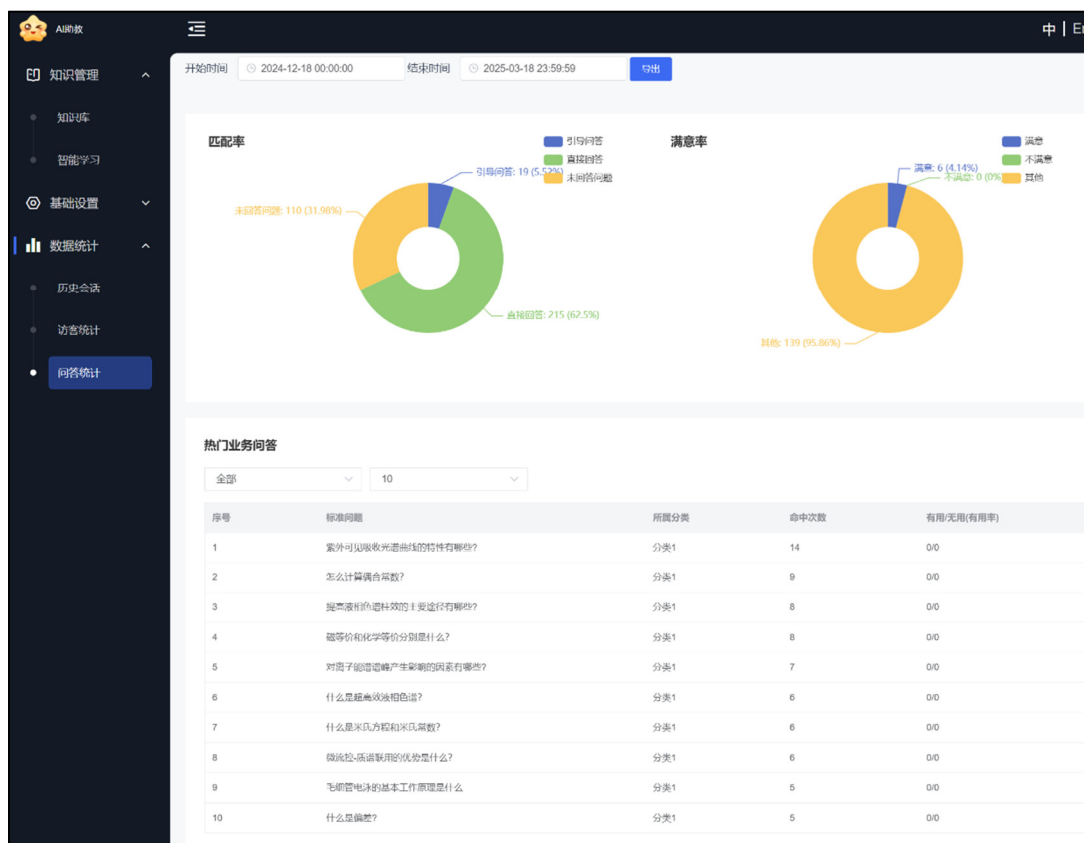 AI助教
中 | En
知识管理
知识库
智能学习
基础设置
数据统计
历史会话
访客统计
问答统计
开始时间 2024-12-18 00:00:00 结束时间 2025-03-18 23:59:59 导出
匹配率
引导问答
直接回答
未回答问题
引导问答: 19 (5.52%)
未回答问题: 110 (31.98%)
直接回答: 215 (62.5%)
满意率
满意
不满意
其他
满意: 6 (4.14%)
不满意: 0 (0%)
其他: 139 (95.86%)
热门业务问答
全部 10
序号 标准问题 所属分类 命中次数 有用/无用(有用率)
1 紫外可见吸收光谱曲线的特性有哪些? 分类1 14 0/0
2 怎么计算偶合常数? 分类1 9 0/0
3 提高液相色谱柱效的主要途径有哪些? 分类1 8 0/0
4 磁等价和化学等价分别是什么? 分类1 8 0/0
5 对离子能谱谱峰产生影响的因素有哪些? 分类1 7 0/0
6 什么是超高效液相色谱? 分类1 6 0/0
7 什么是米氏方程和米氏常数? 分类1 6 0/0
8 微流控-质谱联用的优势是什么? 分类1 6 0/0
9 毛细管电泳的基本工作原理是什么 分类1 5 0/0
10 什么是偏差? 分类1 5 0/0